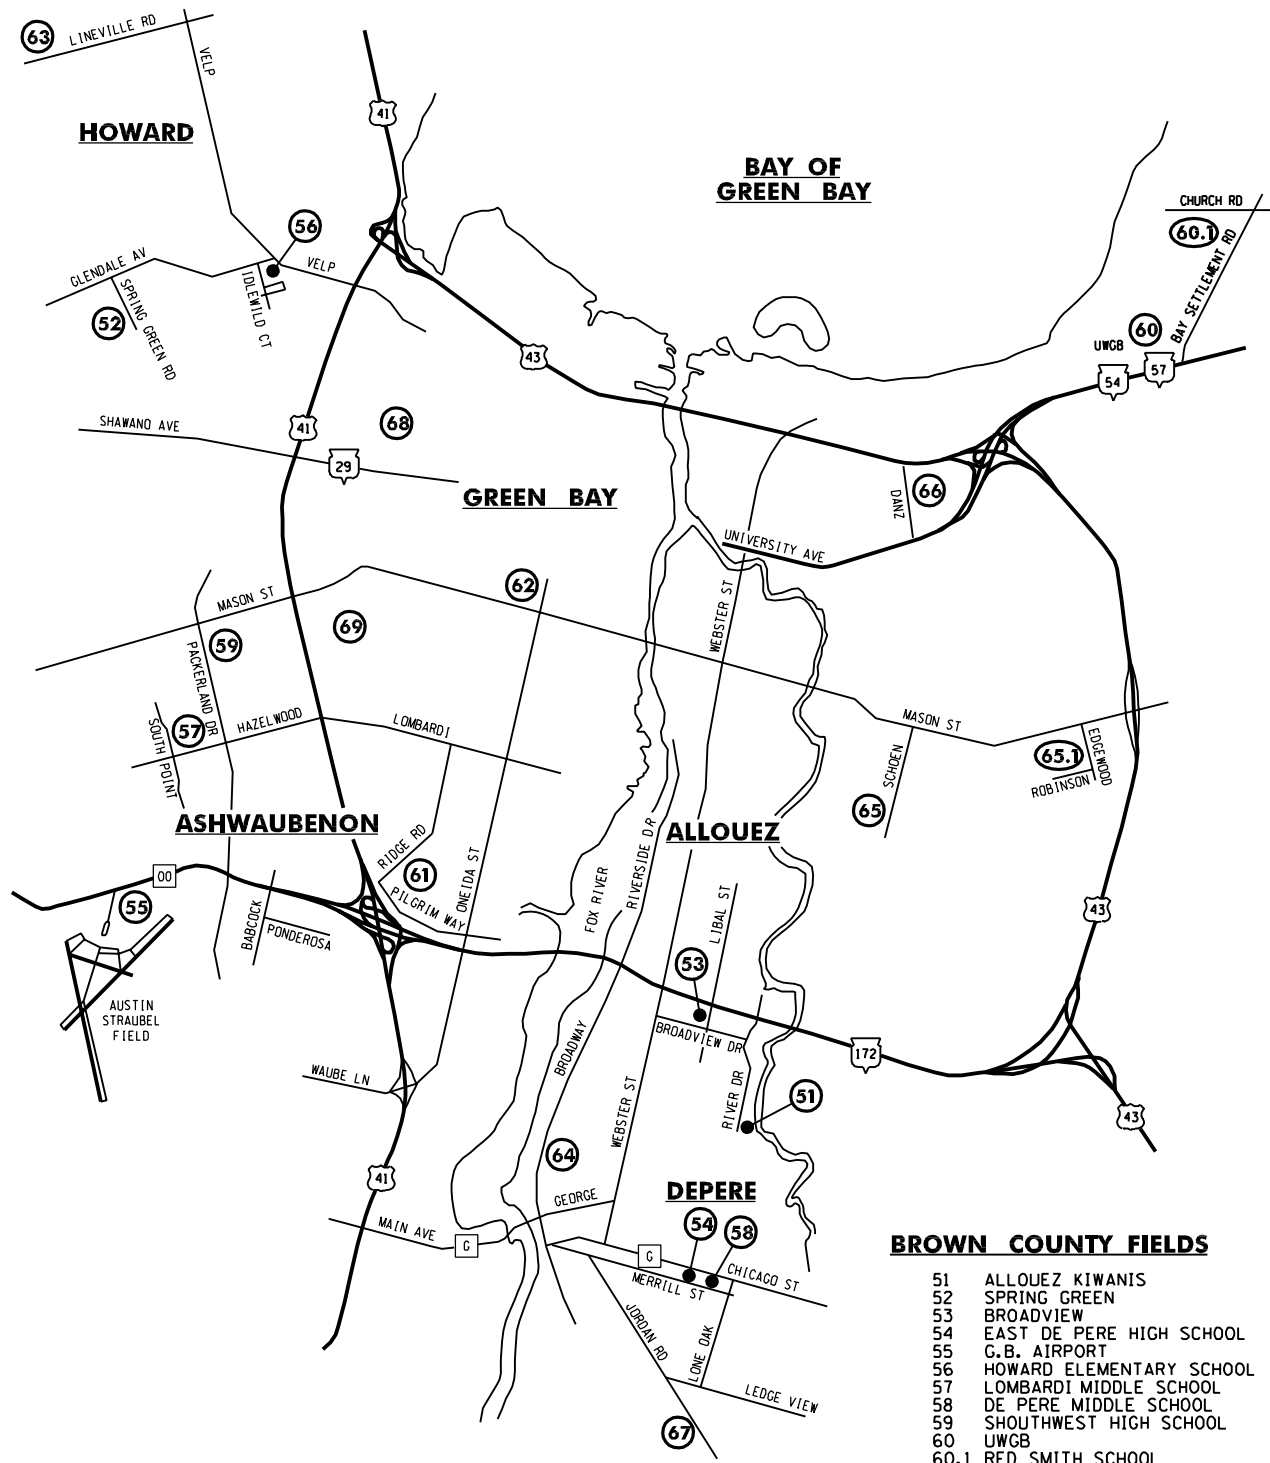 63
LINEVILLE RD
VELP
HOWARD
41
BAY OF
GREEN BAY
CHURCH RD
60.1
BAY SETTLEMENT RD
56
GLENDALE AV
SPRING GREEN RD
52
IDLEWILD CT
VELP
43
60
UWGB
54
57
SHAWANO AVE
41
68
29
GREEN BAY
66
DANZ
UNIVERSITY AVE
62
MASON ST
WEBSTER ST
69
59
PACKERLAND DR
57
SOUTH POINT
HAZELWOOD
LOMBARDI
MASON ST
SCHOEN
65
65.1
EDGEWOOD
ROBINSON
ASHWAUBENON
ALLOUEZ
RIDGE RD
61
PILGRIM WAY
ONEIDA ST
RIVERSIDE DR
FOX RIVER
OO
55
BABCOCK
PONDEROSA
LIBAL ST
53
43
AUSTIN
STRAUBEL
FIELD
BROADVIEW DR
BROADWAY
172
WAUBE LN
WEBSTER ST
RIVER DR
51
43
64
41
GEORGE
DEPERE
MAIN AVE
G
54
58
G
CHICAGO ST
MERRILL ST
JORDAN RD
LONE OAK
LEDGE VIEW
67
BROWN COUNTY FIELDS
51 ALLOUEZ KIWANIS
52 SPRING GREEN
53 BROADVIEW
54 EAST DE PERE HIGH SCHOOL
55 G.B. AIRPORT
56 HOWARD ELEMENTARY SCHOOL
57 LOMBARDI MIDDLE SCHOOL
58 DE PERE MIDDLE SCHOOL
59 SHOUTHWEST HIGH SCHOOL
60 UWGB
60.1 RED SMITH SCHOOL